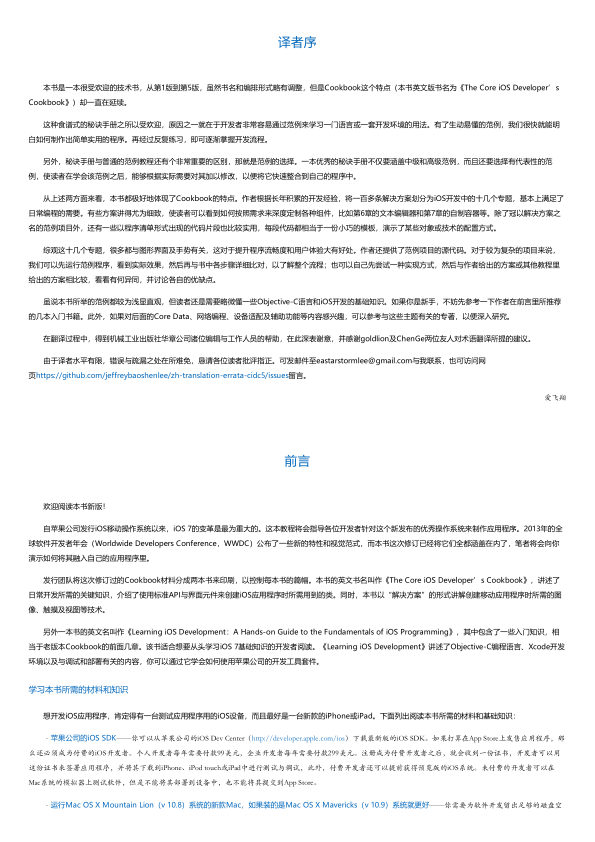 译者序
本书是一本很受欢迎的技术书，从第1版到第5版，虽然书名和编排形式略有调整，但是Cookbook这个特点（本书英文版书名为《The Core iOS Developer’s
Cookbook》）却一直在延续。
这种食谱式的秘诀手册之所以受欢迎，原因之一就在于开发者非常容易通过范例来学习一门语言或一套开发环境的用法。有了生动易懂的范例，我们很快就能明
白如何制作出简单实用的程序。再经过反复练习，即可逐渐掌握开发流程。
另外，秘诀手册与普通的范例教程还有个非常重要的区别，那就是范例的选择。一本优秀的秘诀手册不仅要涵盖中级和高级范例，而且还要选择有代表性的范
例，使读者在学会该范例之后，能够根据实际需要对其加以修改，以便将它快速整合到自己的程序中。
从上述两方面来看，本书都极好地体现了Cookbook的特点。作者根据长年积累的开发经验，将一百多条解决方案划分为iOS开发中的十几个专题，基本上满足了
日常编程的需要。有些方案讲得尤为细致，使读者可以看到如何按照需求来深度定制各种组件，比如第6章的文本编辑器和第7章的自制容器等。除了冠以解决方案之
名的范例项目外，还有一些以程序清单形式出现的代码片段也比较实用，每段代码都相当于一份小巧的模板，演示了某些对象或技术的配置方式。
综观这十几个专题，很多都与图形界面及手势有关，这对于提升程序流畅度和用户体验大有好处。作者还提供了范例项目的源代码。对于较为复杂的项目来说，
我们可以先运行范例程序，看到实际效果，然后再与书中各步骤详细比对，以了解整个流程；也可以自己先尝试一种实现方式，然后与作者给出的方案或其他教程里
给出的方案相比较，看看有何异同，并讨论各自的优缺点。
虽说本书所举的范例都较为浅显直观，但读者还是需要略微懂一些Objective-C语言和iOS开发的基础知识。如果你是新手，不妨先参考一下作者在前言里所推荐
的几本入门书籍。此外，如果对后面的Core Data、网络编程、设备适配及辅助功能等内容感兴趣，可以参考与这些主题有关的专著，以便深入研究。
在翻译过程中，得到机械工业出版社华章公司诸位编辑与工作人员的帮助，在此深表谢意，并感谢goldlion及ChenGe两位友人对术语翻译所提的建议。
由于译者水平有限，错误与疏漏之处在所难免，恳请各位读者批评指正。可发邮件至eastarstormlee@gmail.com与我联系，也可访问网
页https://github.com/jeffreybaoshenlee/zh-translation-errata-cidc5/issues留言。
爱飞翔
前言
欢迎阅读本书新版！
自苹果公司发行iOS移动操作系统以来，iOS 7的变革是最为重大的。这本教程将会指导各位开发者针对这个新发布的优秀操作系统来制作应用程序。2013年的全
球软件开发者年会（Worldwide Developers Conference，WWDC）公布了一些新的特性和视觉范式，而本书这次修订已经将它们全都涵盖在内了，笔者将会向你
演示如何将其融入自己的应用程序里。
发行团队将这次修订过的Cookbook材料分成两本书来印刷，以控制每本书的篇幅。本书的英文书名叫作《The Core iOS Developer’s Cookbook》，讲述了
日常开发所需的关键知识，介绍了使用标准API与界面元件来创建iOS应用程序时所需用到的类。同时，本书以“解决方案”的形式讲解创建移动应用程序时所需的图
像、触摸及视图等技术。
另外一本书的英文名叫作《Learning iOS Development：A Hands-on Guide to the Fundamentals of iOS Programming》，其中包含了一些入门知识，相
当于老版本Cookbook的前面几章。该书适合想要从头学习iOS 7基础知识的开发者阅读。《Learning iOS Development》讲述了Objective-C编程语言、Xcode开发
环境以及与调试和部署有关的内容，你可以通过它学会如何使用苹果公司的开发工具套件。
学习本书所需的材料和知识
想开发iOS应用程序，肯定得有一台测试应用程序用的iOS设备，而且最好是一台新款的iPhone或iPad。下面列出阅读本书所需的材料和基础知识：
·苹果公司的iOS SDK——你可以从苹果公司的iOS Dev Center（http://developer.apple.com/ios）下载最新版的iOS SDK。如果打算在App Store上发售应用程序，那
么还必须成为付费的iOS开发者。个人开发者每年需要付款99美元，企业开发者每年需要付款299美元。注册成为付费开发者之后，就会收到一份证书，开发者可以用
这份证书来签署应用程序，并将其下载到iPhone、iPod touch或iPad中进行测试与调试。此外，付费开发者还可以提前获得预览版的iOS系统。未付费的开发者可以在
Mac系统的模拟器上测试软件，但是不能将其部署到设备中，也不能将其提交到App Store。
·运行Mac OS X Mountain Lion（v 10.8）系统的新款Mac，如果装的是Mac OS X Mavericks（v 10.9）系统就更好——你需要为软件开发留出足够的磁盘空